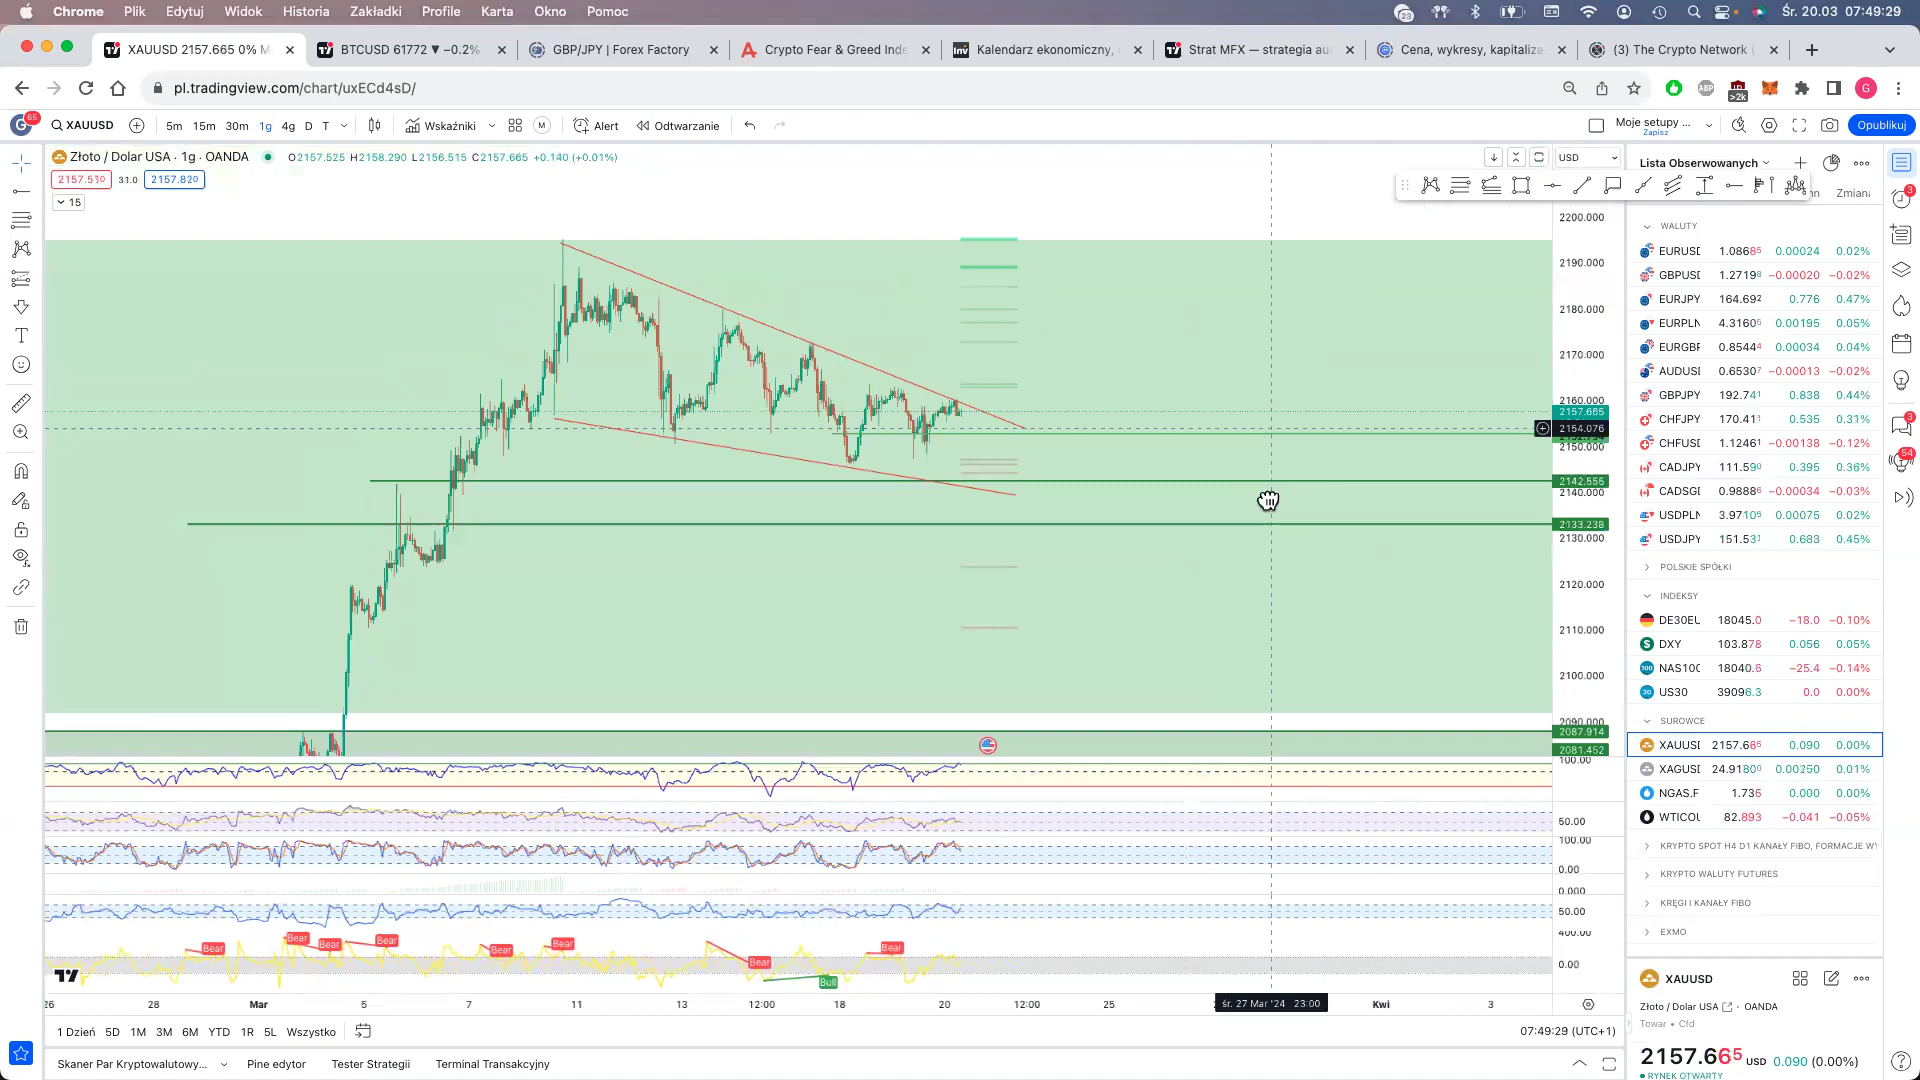 Chrome Plik Edytuj Widok Historia Zakładki Profile Karta Okno Pomoc
23 Śr. 20.03 07:49:29
XAUUSD 2157.665 0% M
BTCUSD 61772 ▼ −0.2%
GBP/JPY | Forex Factory
Crypto Fear & Greed Inde
Kalendarz ekonomiczny,
Strat MFX — strategia au
Cena, wykresy, kapitaliza
(3) The Crypto Network (
pl.tradingview.com/chart/uxECd4sD/
ABP
>2k
G
G 65 XAUUSD 5m 15m 30m 1g 4g D T Wskaźniki M Alert Odtwarzanie
Moje setupy ...
Zapisz
Opublikuj
Złoto / Dolar USA · 1g · OANDA O2157.525 H2158.290 L2156.515 C2157.665 +0.140 (+0.01%)
2157.510 31.0 2157.820
15
USD
2200.000
2190.000
2180.000
2170.000
2160.000
2157.665
2154.076
2150.000
2142.555
2140.000
2133.238
2130.000
2120.000
2110.000
2100.000
2090.000
2087.914
2081.452
100.00
50.00
100.00
0.00
0.000
50.00
400.00
0.00
Bear
Bear
Bear
Bear
Bear
Bear
Bear
Bull
Bear
26 28 Mar 5 7 11 13 12:00 18 20 12:00 25 śr. 27 Mar '24 23:00 Kwi 3
1 Dzień 5D 1M 3M 6M YTD 1R 5L Wszystko
07:49:29 (UTC+1)
Skaner Par Kryptowalutowy... Pine edytor Tester Strategii Terminal Transakcyjny
Lista Obserwowanych
Zmiana
WALUTY
EURUSD 1.08685 0.00024 0.02%
GBPUSD 1.27198 −0.00020 −0.02%
EURJPY 164.692 0.776 0.47%
EURPLN 4.31606 0.00195 0.05%
EURGBP 0.85444 0.00034 0.04%
AUDUSD 0.65307 −0.00013 −0.02%
GBPJPY 192.741 0.838 0.44%
CHFJPY 170.411 0.535 0.31%
CHFUSD 1.12461 −0.00138 −0.12%
CADJPY 111.590 0.395 0.36%
CADSGD 0.98886 −0.00034 −0.03%
USDPLN 3.97106 0.00075 0.02%
USDJPY 151.531 0.683 0.45%
POLSKIE SPÓŁKI
INDEKSY
DE30EU 18045.0 −18.0 −0.10%
DXY 103.878 0.056 0.05%
NAS100 18040.6 −25.4 −0.14%
US30 39096.3 0.0 0.00%
SUROWCE
XAUUSD 2157.685 0.090 0.00%
XAGUSD 24.91800 0.00250 0.01%
NGAS.F 1.736 0.000 0.00%
WTICOU 82.893 −0.041 −0.05%
KRYPTO SPOT H4 D1 KANAŁY FIBO, FORMACJE WY
KRYPTO WALUTY FUTURES
KRĘGI I KANAŁY FIBO
EXMO
XAUUSD
Złoto / Dolar USA · OANDA
Towar • Cfd
2157.665 USD 0.090 (0.00%)
RYNEK OTWARTY
3
3
54